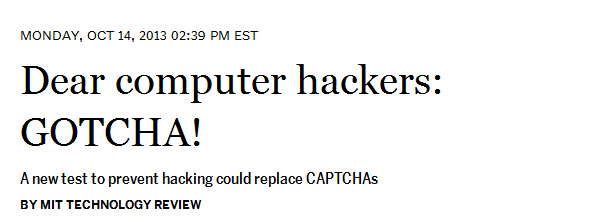 MONDAY, OCT 14, 2013 02:39 PM EST
Dear computer hackers:
GOTCHA!
A new test to prevent hacking could replace CAPTCHAs
BY MIT TECHNOLOGY REVIEW